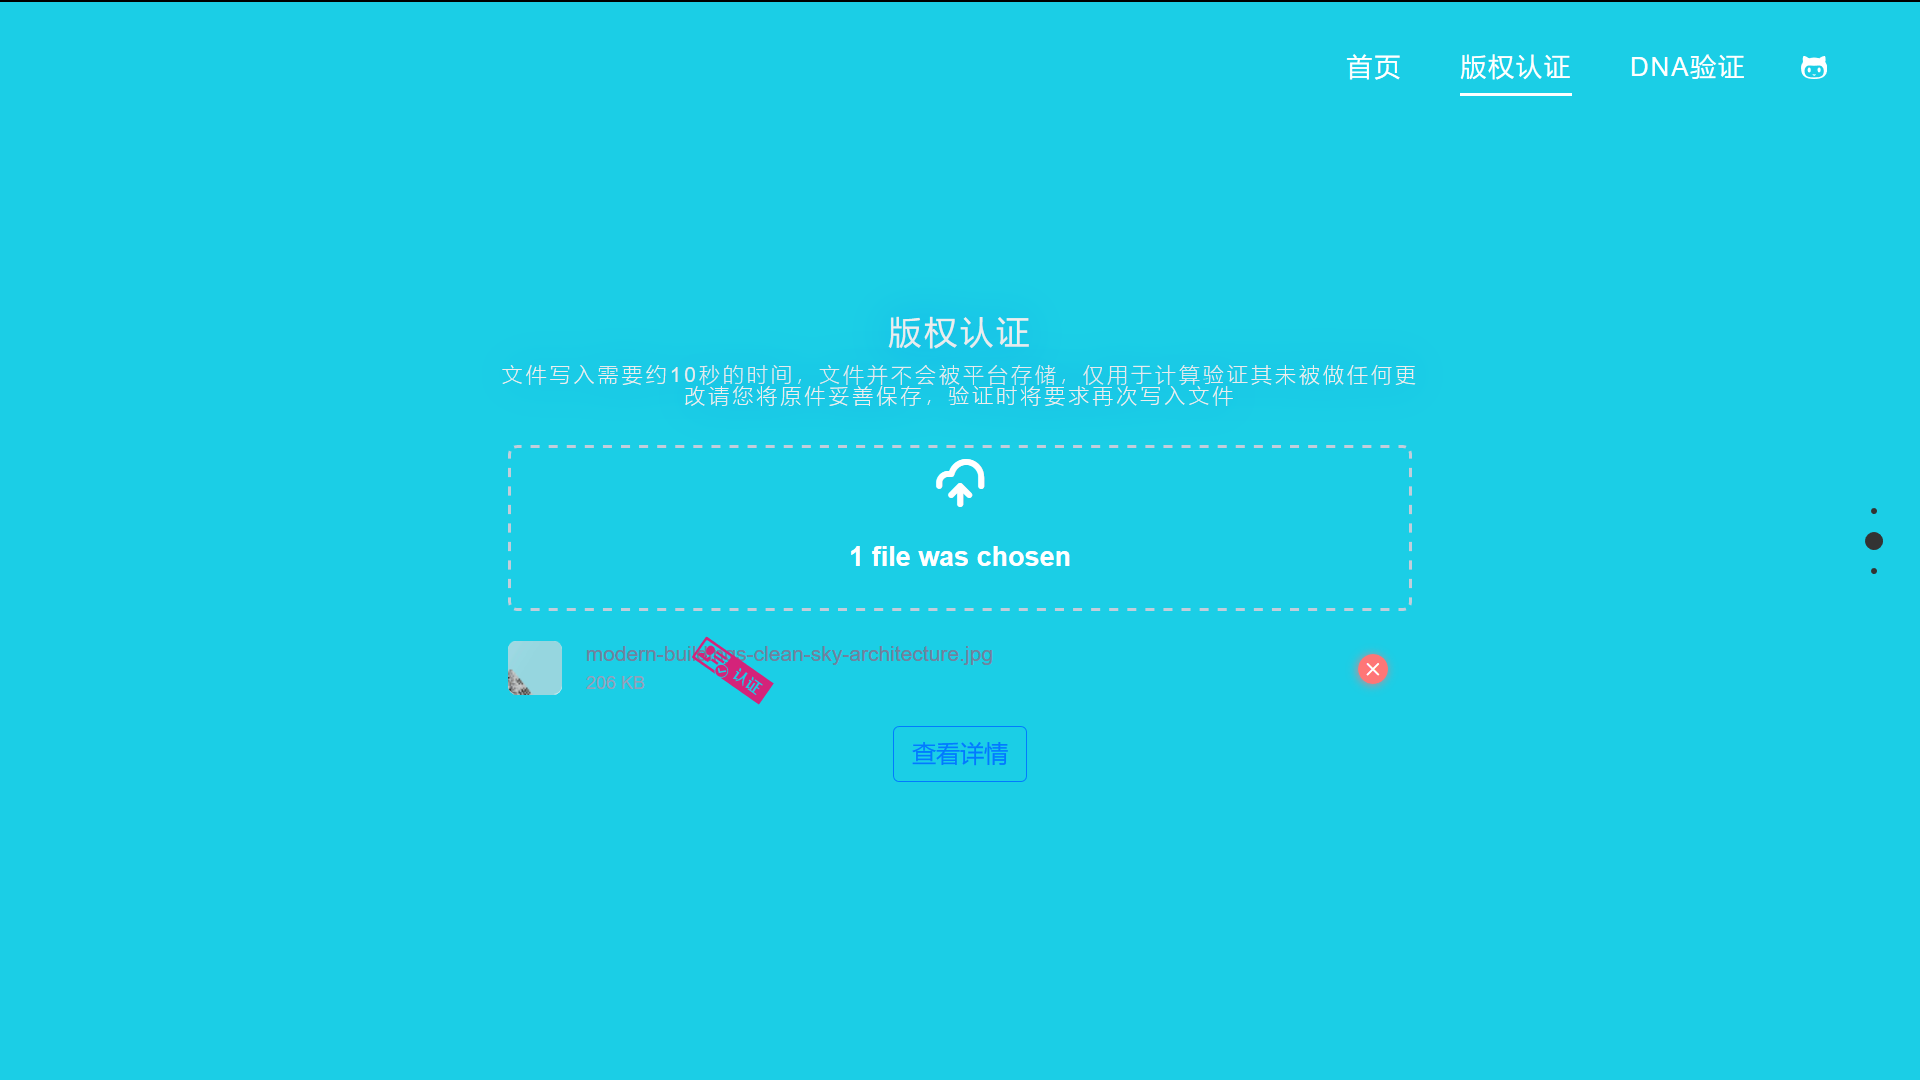 首页
版权认证
DNA验证
版权认证
文件写入需要约10秒的时间，文件并不会被平台存储，仅用于计算验证其未被做任何更
改请您将原件妥善保存，验证时将要求再次写入文件
1 file was chosen
modern-buildings-clean-sky-architecture.jpg
认证
206 KB
查看详情